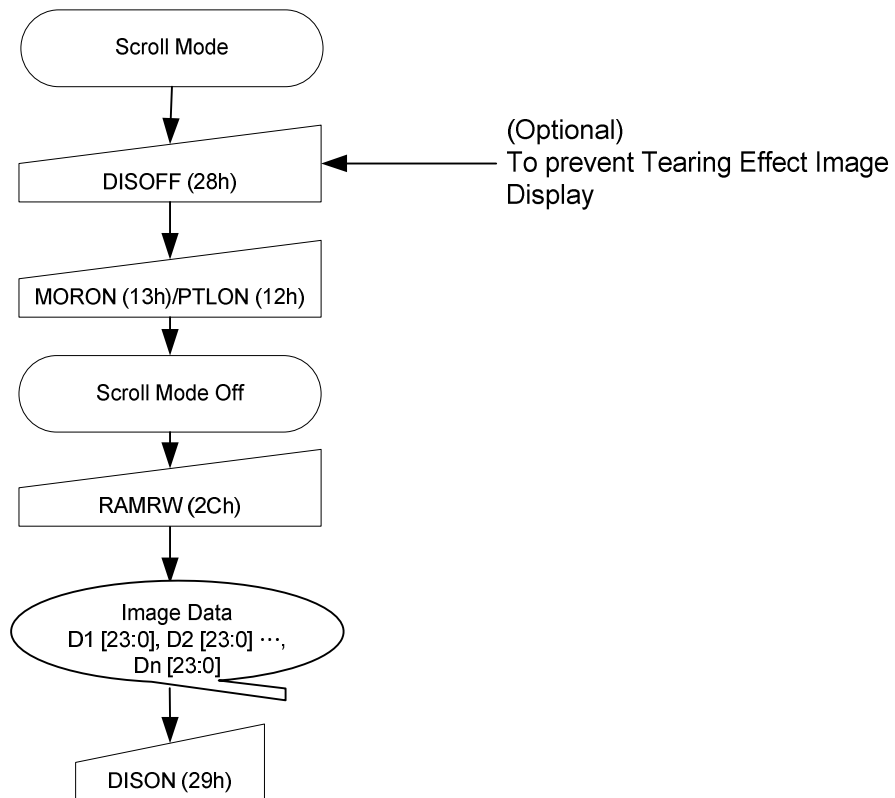 Scroll Mode
DISOFF (28h)
(Optional)
To prevent Tearing Effect Image
Display
MORON (13h)/PTLON (12h)
Scroll Mode Off
RAMRW (2Ch)
Image Data
D1 [23:0], D2 [23:0] ⋯,
Dn [23:0]
DISON (29h)